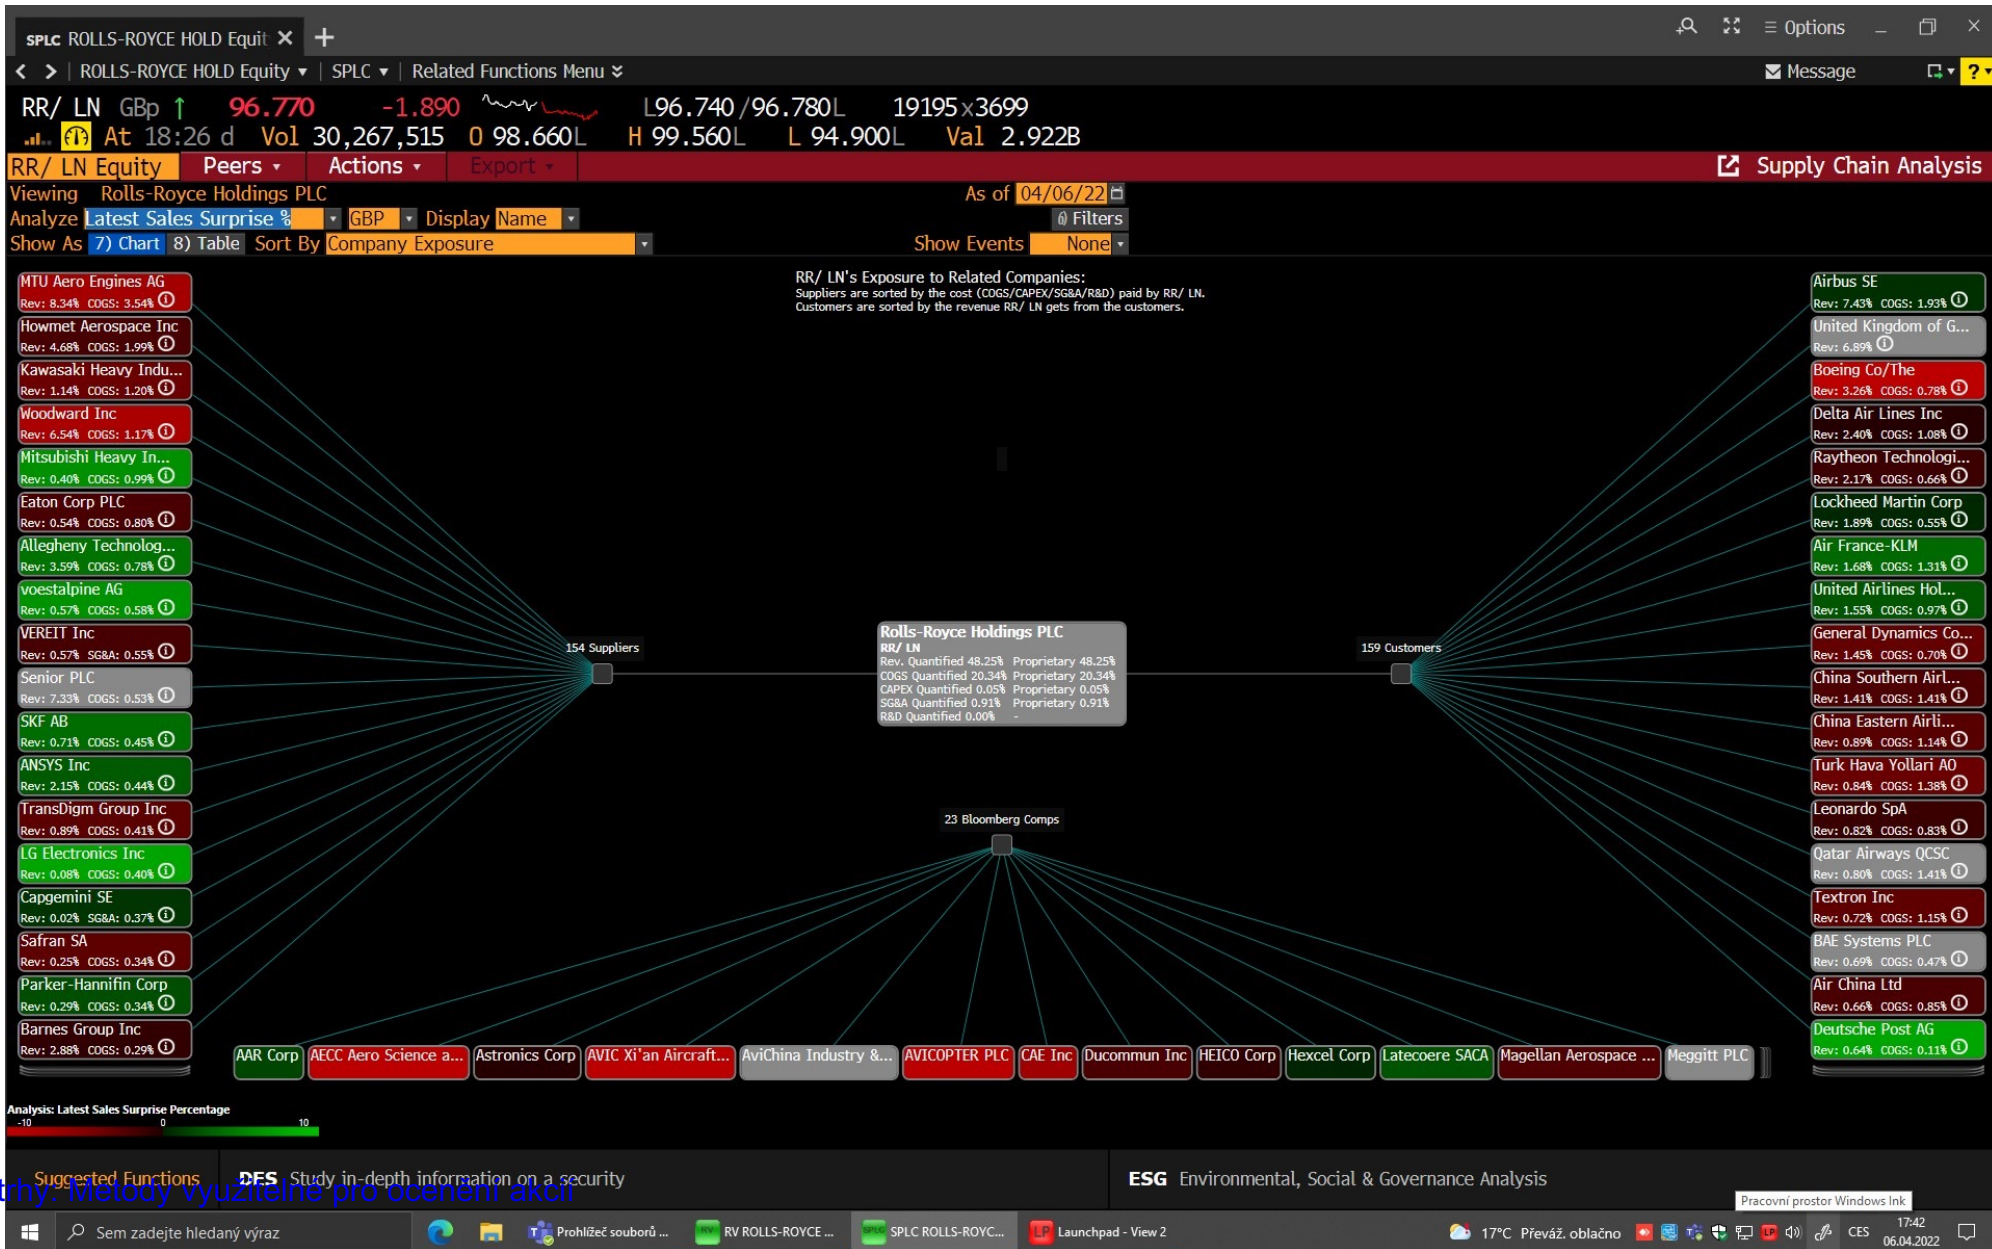 SPLC ROLLS-ROYCE HOLD Equit × +
Options
< > ROLLS-ROYCE HOLD Equity SPLC Related Functions Menu
Message ?
RR/ LN GBp ↑ 96.770 -1.890 L96.740/96.780L 19195x3699
At 18:26 d Vol 30,267,515 O 98.660L H 99.560L L 94.900L Val 2.922B
RR/ LN Equity Peers Actions Export Supply Chain Analysis
Viewing Rolls-Royce Holdings PLC As of 04/06/22
Analyze Latest Sales Surprise % GBP Display Name Filters
Show As 7) Chart 8) Table Sort By Company Exposure Show Events None
RR/ LN's Exposure to Related Companies:
Suppliers are sorted by the cost (COGS/CAPEX/SG&A/R&D) paid by RR/ LN.
Customers are sorted by the revenue RR/ LN gets from the customers.
MTU Aero Engines AG
Rev: 8.34% COGS: 3.54%
Howmet Aerospace Inc
Rev: 4.68% COGS: 1.99%
Kawasaki Heavy Indu...
Rev: 1.14% COGS: 1.20%
Woodward Inc
Rev: 6.54% COGS: 1.17%
Mitsubishi Heavy In...
Rev: 0.40% COGS: 0.99%
Eaton Corp PLC
Rev: 0.54% COGS: 0.80%
Allegheny Technolog...
Rev: 3.59% COGS: 0.78%
voestalpine AG
Rev: 0.57% COGS: 0.58%
VEREIT Inc
Rev: 0.57% SG&A: 0.55%
Senior PLC
Rev: 7.33% COGS: 0.53%
SKF AB
Rev: 0.71% COGS: 0.45%
ANSYS Inc
Rev: 2.15% COGS: 0.44%
TransDigm Group Inc
Rev: 0.89% COGS: 0.41%
LG Electronics Inc
Rev: 0.08% COGS: 0.40%
Capgemini SE
Rev: 0.02% SG&A: 0.37%
Safran SA
Rev: 0.25% COGS: 0.34%
Parker-Hannifin Corp
Rev: 0.29% COGS: 0.34%
Barnes Group Inc
Rev: 2.88% COGS: 0.29%
154 Suppliers
Rolls-Royce Holdings PLC
RR/ LN
Rev. Quantified 48.25% Proprietary 48.25%
COGS Quantified 20.34% Proprietary 20.34%
CAPEX Quantified 0.05% Proprietary 0.05%
SG&A Quantified 0.91% Proprietary 0.91%
R&D Quantified 0.00% -
159 Customers
Airbus SE
Rev: 7.43% COGS: 1.93%
United Kingdom of G...
Rev: 6.89%
Boeing Co/The
Rev: 3.26% COGS: 0.78%
Delta Air Lines Inc
Rev: 2.40% COGS: 1.08%
Raytheon Technologi...
Rev: 2.17% COGS: 0.66%
Lockheed Martin Corp
Rev: 1.89% COGS: 0.55%
Air France-KLM
Rev: 1.68% COGS: 1.31%
United Airlines Hol...
Rev: 1.55% COGS: 0.97%
General Dynamics Co...
Rev: 1.45% COGS: 0.70%
China Southern Airl...
Rev: 1.41% COGS: 1.41%
China Eastern Airli...
Rev: 0.89% COGS: 1.14%
Turk Hava Yollari AO
Rev: 0.84% COGS: 1.38%
Leonardo SpA
Rev: 0.82% COGS: 0.83%
Qatar Airways QCSC
Rev: 0.80% COGS: 1.41%
Textron Inc
Rev: 0.72% COGS: 1.15%
BAE Systems PLC
Rev: 0.69% COGS: 0.47%
Air China Ltd
Rev: 0.66% COGS: 0.85%
Deutsche Post AG
Rev: 0.64% COGS: 0.11%
23 Bloomberg Comps
AAR Corp AECC Aero Science a... Astronics Corp AVIC Xi'an Aircraft... AviChina Industry &... AVICOPTER PLC CAE Inc Ducommun Inc HEICO Corp Hexcel Corp Latecoere SACA Magellan Aerospace ... Meggitt PLC
Analysis: Latest Sales Surprise Percentage
-10 0 10
Suggested Functions DES Study in-depth information on a security ESG Environmental, Social & Governance Analysis
trhy: Metody využitelné pro ocenění akcií
Pracovní prostor Windows Ink
Sem zadejte hledaný výraz Prohlížeč souborů ... RV ROLLS-ROYCE ... SPLC ROLLS-ROYC... Launchpad - View 2 17°C Převáž. oblačno CES 17:42
06.04.2022